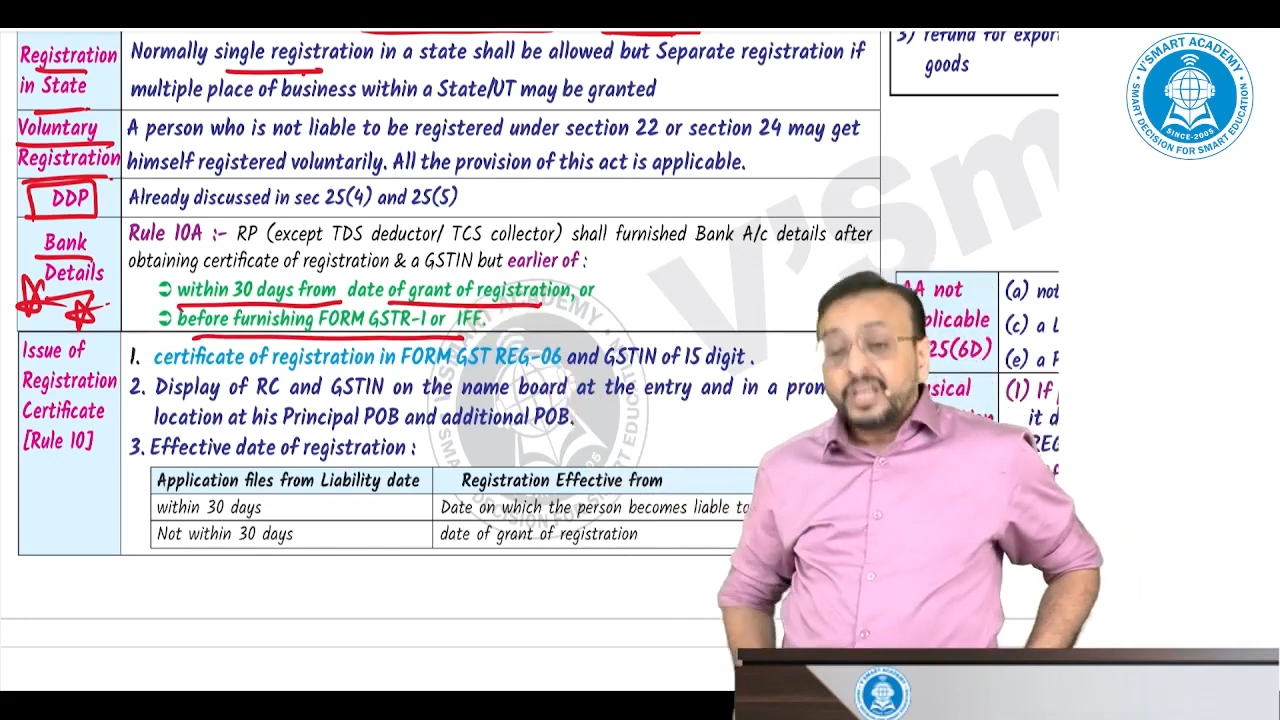 Registration in State
Normally single registration in a state shall be allowed but Separate registration if
multiple place of business within a State/UT may be granted
Voluntary Registration
A person who is not liable to be registered under section 22 or section 24 may get
himself registered voluntarily. All the provision of this act is applicable.
DDP
Already discussed in sec 25(4) and 25(5)
Bank Details
Rule 10A :- RP (except TDS deductor/ TCS collector) shall furnished Bank A/c details after
obtaining certificate of registration & a GSTIN but earlier of :
➲ within 30 days from date of grant of registration, or
➲ before furnishing FORM GSTR-1 or IFF.
Issue of
Registration
Certificate
[Rule 10]
1. certificate of registration in FORM GST REG-06 and GSTIN of 15 digit .
2. Display of RC and GSTIN on the name board at the entry and in a
location at his Principal POB and additional POB.
3. Effective date of registration :
Application files from Liability date
Registration Effective from
within 30 days
Date on which the person becomes liable to
Not within 30 days
date of grant of registration
3) refund for
goods
AA not
25(6D)
(a)
(c) a
(e) a
(1) If
V'SMART ACADEMY
SMART DECISION FOR SMART EDUCATION
SINCE-2005
V'Sm
V'SMART ACADEMY